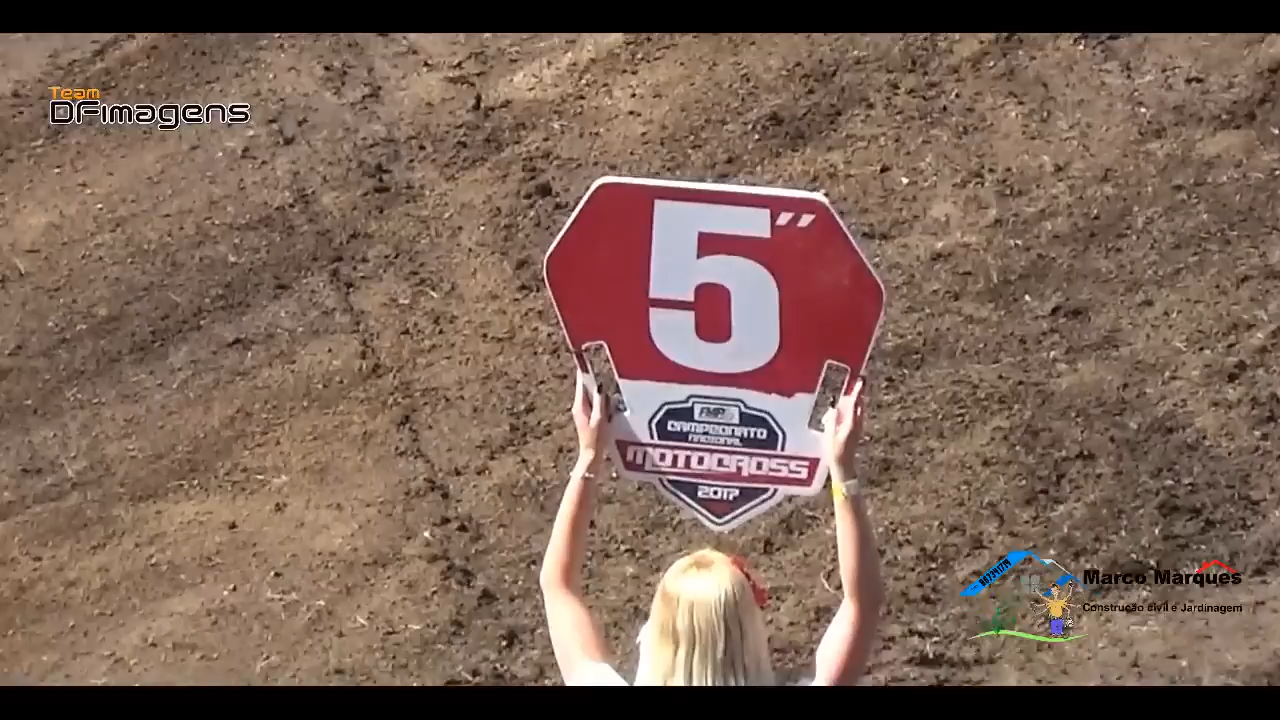 Team
DFimagens
5"
CAMPEONATO
NACIONAL
MOTOCROSS
2017
Marco Marques
Construção civil e Jardinagem